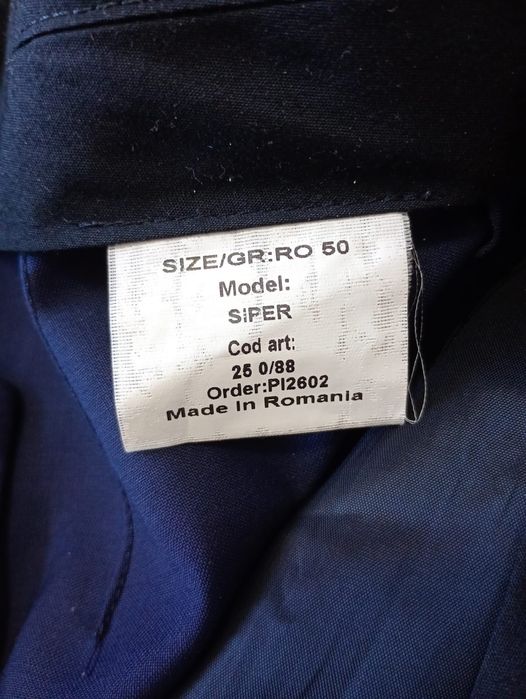 SIZE/GR:RO 50
Model:
SIPER
Cod art:
25 0/88
Order:PI2602
Made In Romania